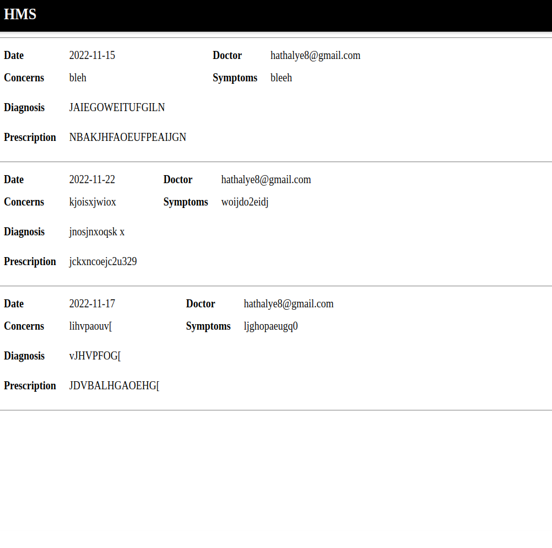 HMS
Date 2022-11-15 Doctor hathalye8@gmail.com
Concerns bleh Symptoms bleeh
Diagnosis JAIEGOWEITUFGILN
Prescription NBAKJHFAOEUFPEAIJGN
Date 2022-11-22 Doctor hathalye8@gmail.com
Concerns kjoisxjwiox Symptoms woijdo2eidj
Diagnosis jnosjnxoqsk x
Prescription jckxncoejc2u329
Date 2022-11-17 Doctor hathalye8@gmail.com
Concerns lihvpaouv[ Symptoms ljghopaeugq0
Diagnosis vJHVPFOG[
Prescription JDVBALHGAOEHG[